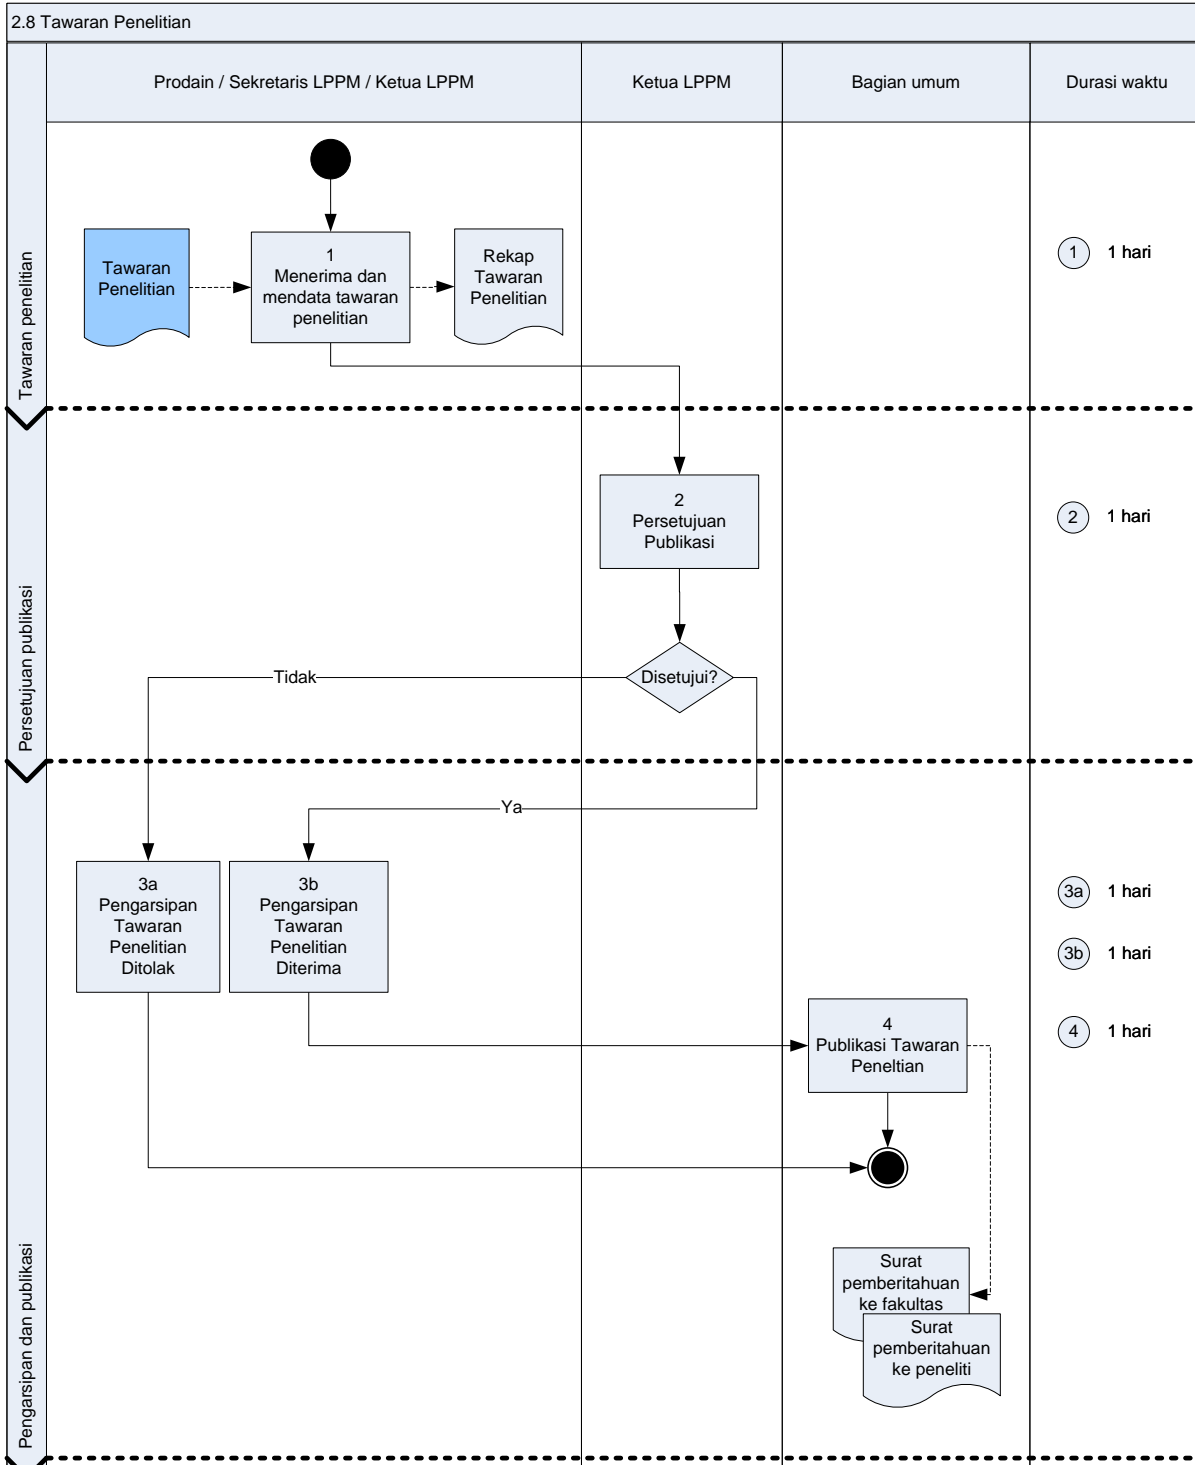 2.8 Tawaran Penelitian
Prodain / Sekretaris LPPM / Ketua LPPM
Ketua LPPM
Bagian umum
Durasi waktu
Tawaran penelitian
Tawaran
Penelitian
1
Menerima dan
mendata tawaran
penelitian
Rekap
Tawaran
Penelitian
1
1 hari
Persetujuan publikasi
2
Persetujuan
Publikasi
2
1 hari
Disetujui?
Tidak
Ya
Pengarsipan dan publikasi
3a
Pengarsipan
Tawaran
Penelitian
Ditolak
3b
Pengarsipan
Tawaran
Penelitian
Diterima
3a
1 hari
3b
1 hari
4
Publikasi Tawaran
Peneltian
4
1 hari
Surat
pemberitahuan
ke fakultas
Surat
pemberitahuan
ke peneliti